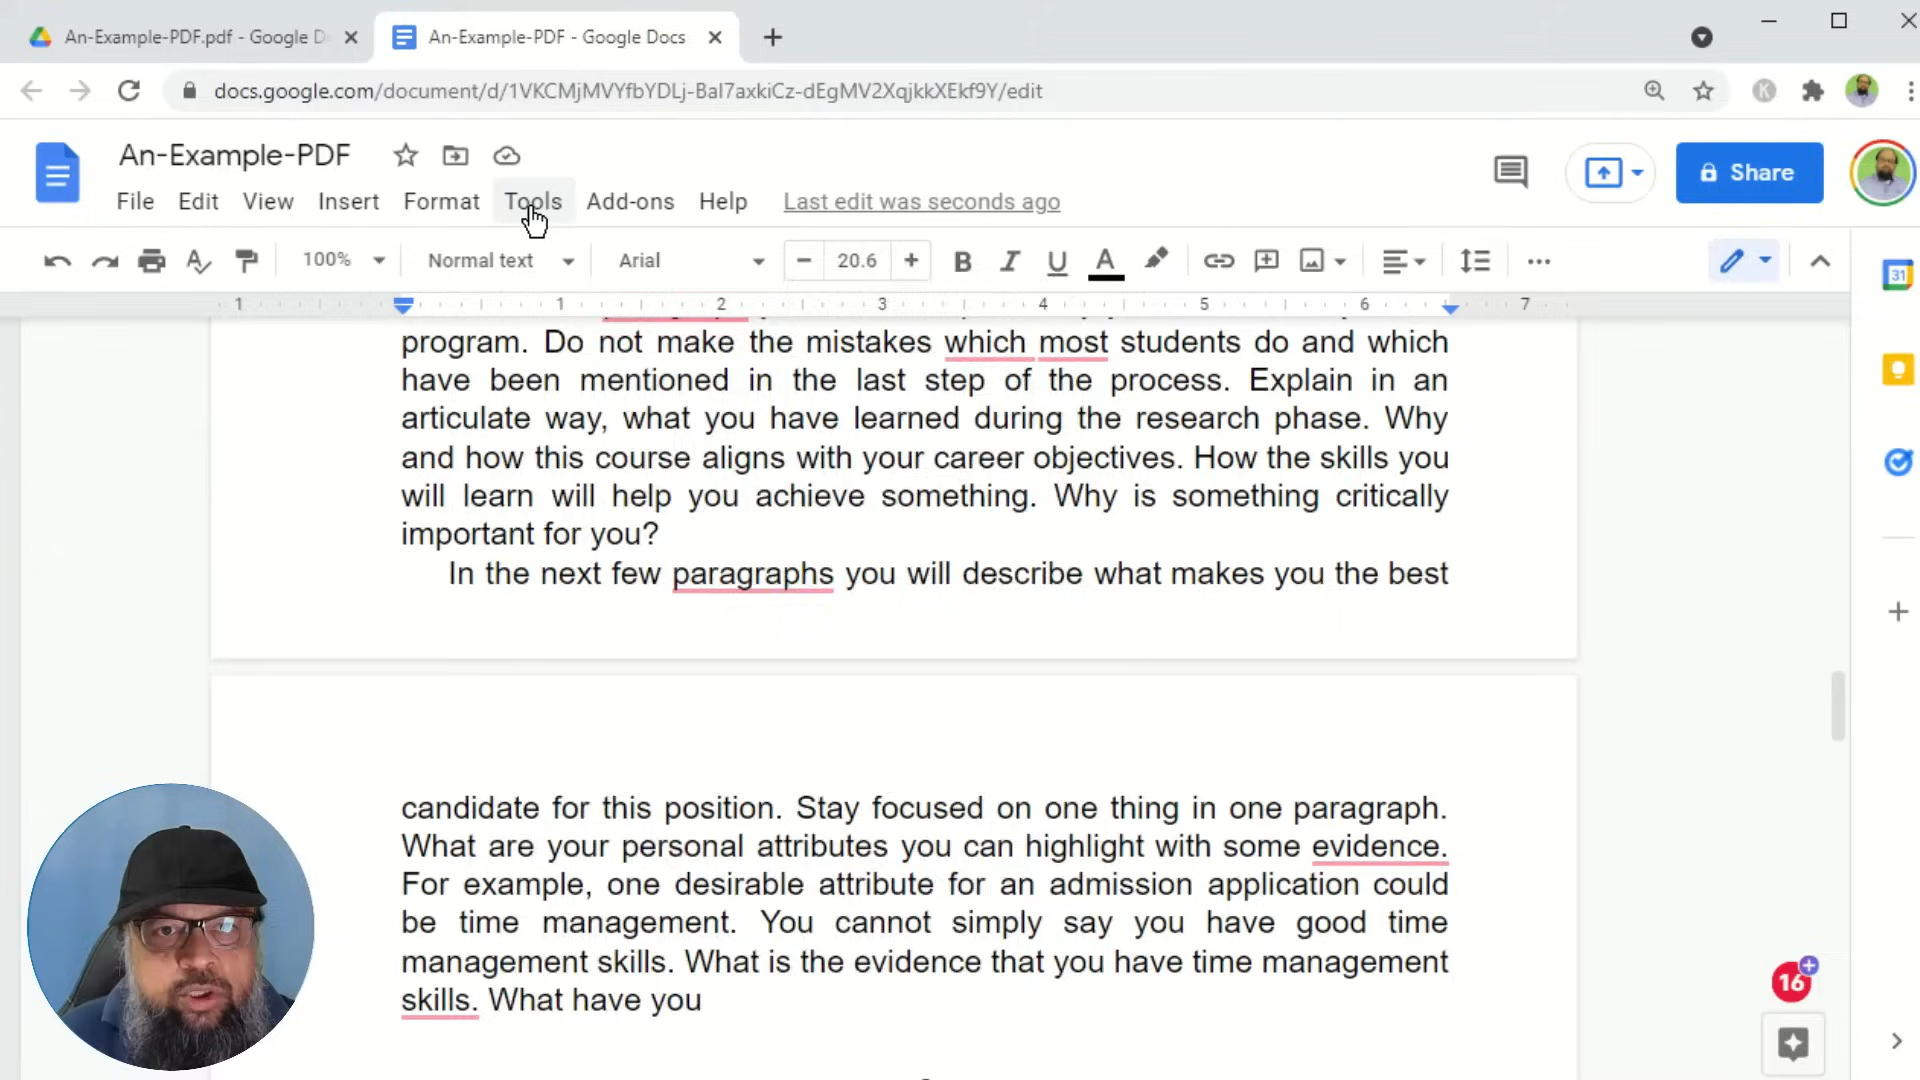 An-Example-PDF.pdf - Google D
An-Example-PDF - Google Docs
docs.google.com/document/d/1VKCMjMVYfbYDLj-Bal7axkiCz-dEgMV2XqjkkXEkf9Y/edit
K
An-Example-PDF
Share
File Edit View Insert Format Tools Add-ons Help Last edit was seconds ago
100% Normal text Arial 20.6 B I U A
31
1 1 2 3 4 5 6 7
program. Do not make the mistakes which most students do and which
have been mentioned in the last step of the process. Explain in an
articulate way, what you have learned during the research phase. Why
and how this course aligns with your career objectives. How the skills you
will learn will help you achieve something. Why is something critically
important for you?
In the next few paragraphs you will describe what makes you the best
candidate for this position. Stay focused on one thing in one paragraph.
What are your personal attributes you can highlight with some evidence.
For example, one desirable attribute for an admission application could
be time management. You cannot simply say you have good time
management skills. What is the evidence that you have time management
skills. What have you
16